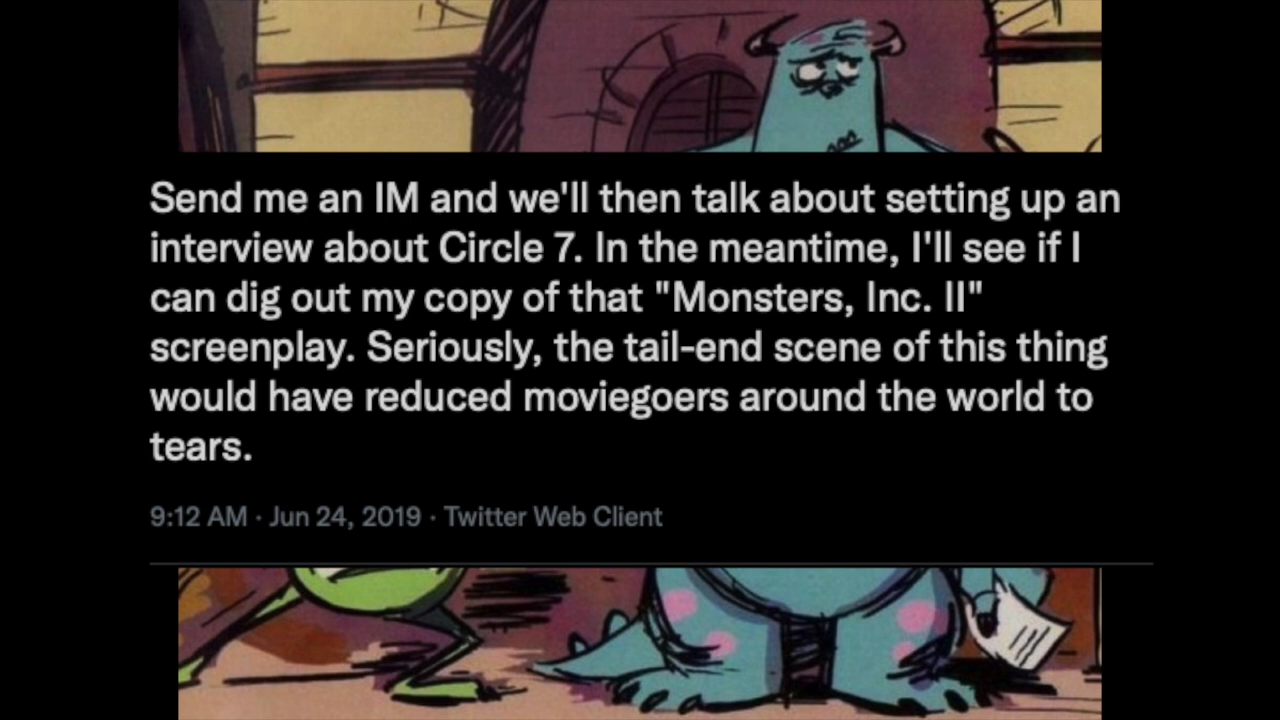 Send me an IM and we'll then talk about setting up an
interview about Circle 7. In the meantime, I'll see if I
can dig out my copy of that "Monsters, Inc. II"
screenplay. Seriously, the tail-end scene of this thing
would have reduced moviegoers around the world to
tears.
9:12 AM · Jun 24, 2019 · Twitter Web Client